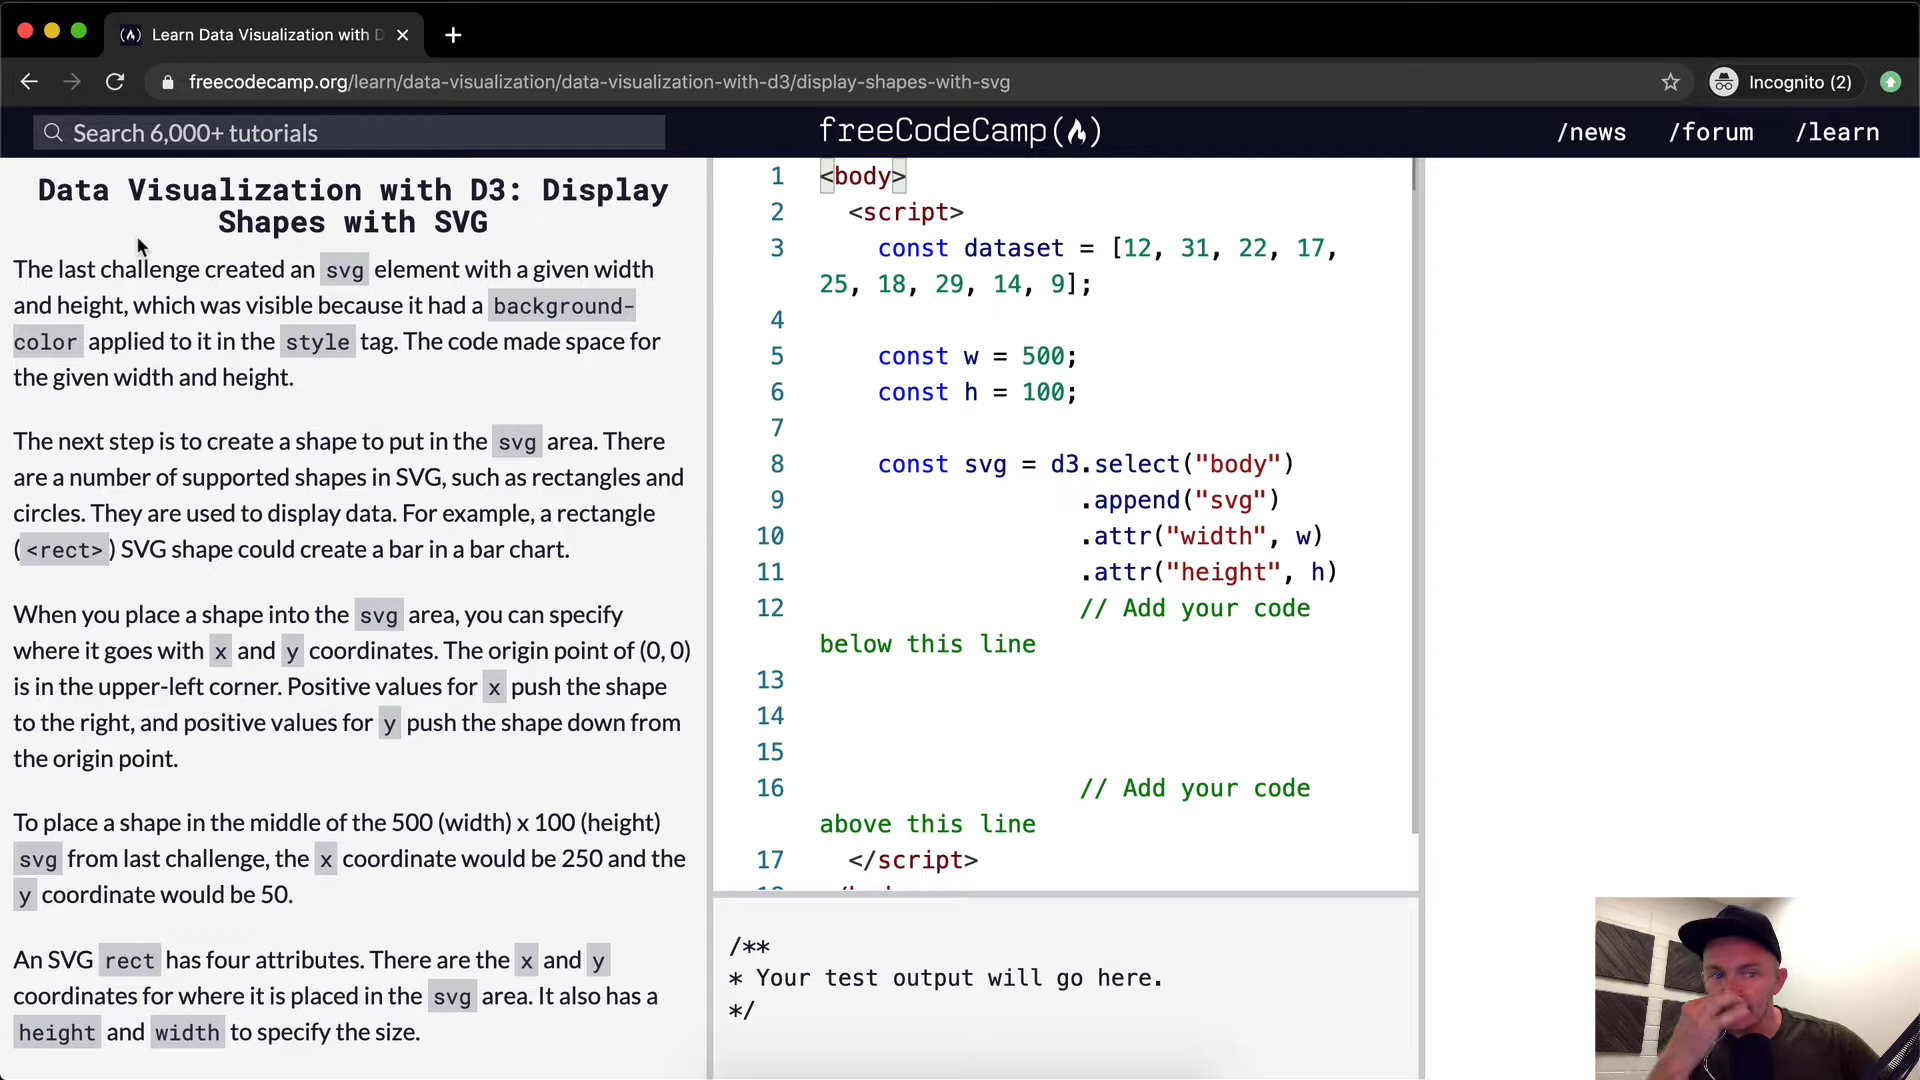 Learn Data Visualization with D
freecodecamp.org/learn/data-visualization/data-visualization-with-d3/display-shapes-with-svg
Incognito (2)
Search 6,000+ tutorials
freeCodeCamp
/news
/forum
/learn
Data Visualization with D3: Display
Shapes with SVG
The last challenge created an svg element with a given width
and height, which was visible because it had a background-
color applied to it in the style tag. The code made space for
the given width and height.
The next step is to create a shape to put in the svg area. There
are a number of supported shapes in SVG, such as rectangles and
circles. They are used to display data. For example, a rectangle
(<rect>) SVG shape could create a bar in a bar chart.
When you place a shape into the svg area, you can specify
where it goes with x and y coordinates. The origin point of (0, 0)
is in the upper-left corner. Positive values for x push the shape
to the right, and positive values for y push the shape down from
the origin point.
To place a shape in the middle of the 500 (width) x 100 (height)
svg from last challenge, the x coordinate would be 250 and the
y coordinate would be 50.
An SVG rect has four attributes. There are the x and y
coordinates for where it is placed in the svg area. It also has a
height and width to specify the size.
1 <body>
2 <script>
3 const dataset = [12, 31, 22, 17,
25, 18, 29, 14, 9];
4
5 const w = 500;
6 const h = 100;
7
8 const svg = d3.select("body")
9 .append("svg")
10 .attr("width", w)
11 .attr("height", h)
12 // Add your code
below this line
13
14
15
16 // Add your code
above this line
17 </script>
/**
* Your test output will go here.
*/